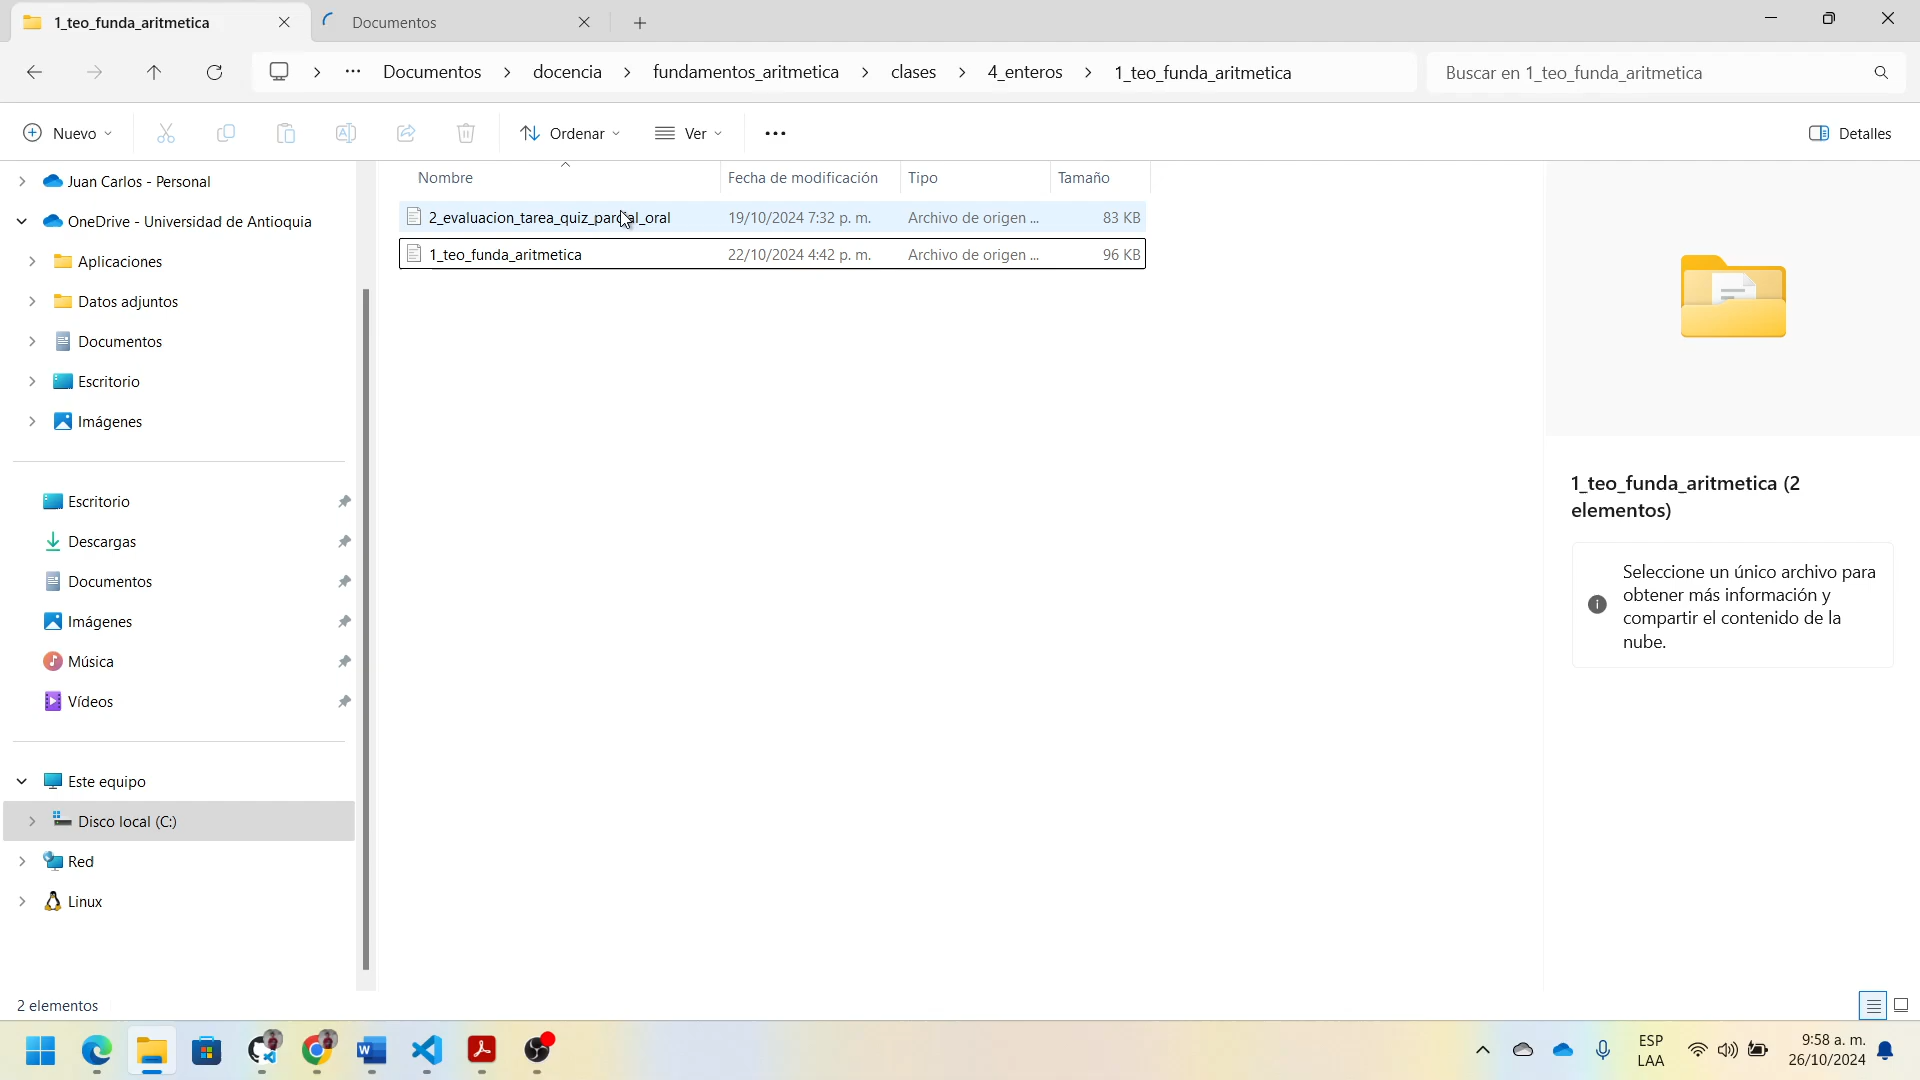 1_teo_funda_aritmetica
Documentos
Documentos > docencia > fundamentos_aritmetica > clases > 4_enteros > 1_teo_funda_aritmetica
Buscar en 1_teo_funda_aritmetica
Nuevo
Ordenar
Ver
Detalles
Juan Carlos - Personal
OneDrive - Universidad de Antioquia
Aplicaciones
Datos adjuntos
Documentos
Escritorio
Imágenes
Escritorio
Descargas
Documentos
Imágenes
Música
Vídeos
Este equipo
Disco local (C:)
Red
Linux
Nombre Fecha de modificación Tipo Tamaño
2_evaluacion_tarea_quiz_parcial_oral 19/10/2024 7:32 p. m. Archivo de origen ... 83 KB
1_teo_funda_aritmetica 22/10/2024 4:42 p. m. Archivo de origen ... 96 KB
1_teo_funda_aritmetica (2
elementos)
Seleccione un único archivo para
obtener más información y
compartir el contenido de la
nube.
2 elementos
ESP
LAA
9:58 a. m.
26/10/2024